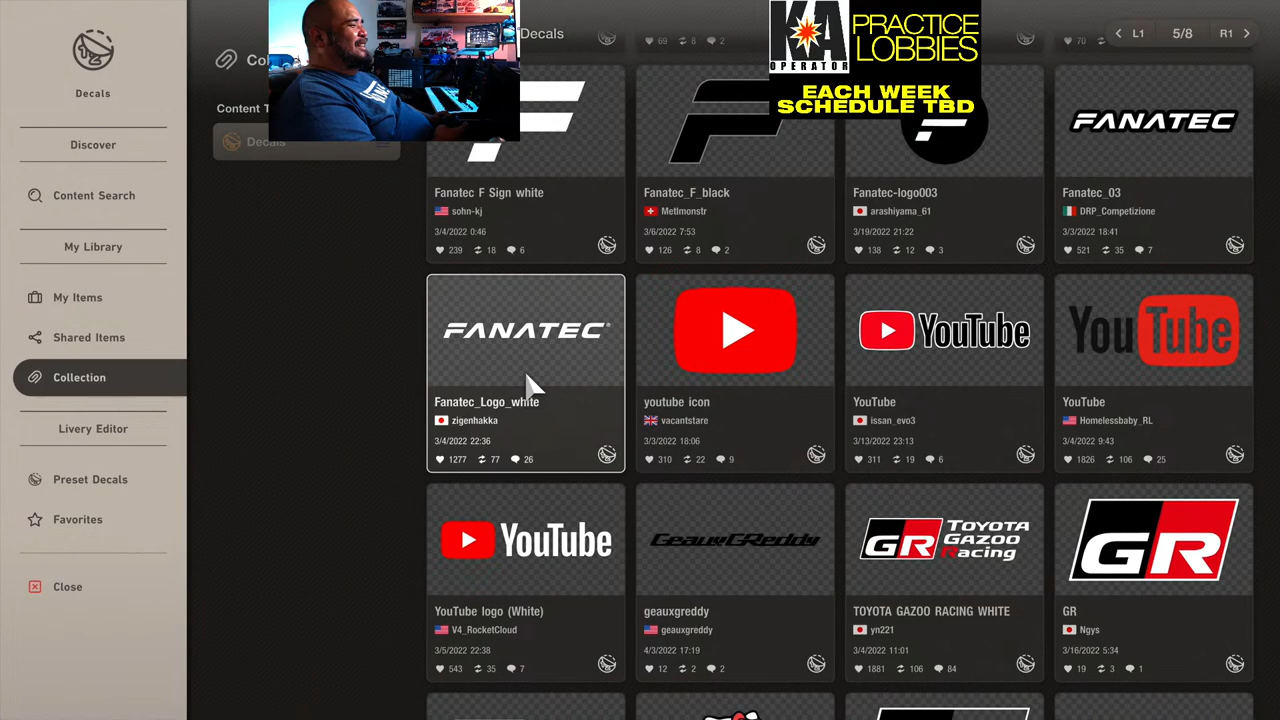 Decals
Discover
Content Search
My Library
My Items
Shared Items
Collection
Livery Editor
Preset Decals
Favorites
Close
Decals
KA
OPERATOR
PRACTICE
LOBBIES
EACH WEEK
SCHEDULE TBD
L1 5/8 R1
Decals
69 8 2
70
Fanatec F Sign white
sohn-kj
3/4/2022 0:46
239 18 6
Fanatec_F_black
Metlmonstr
3/6/2022 7:53
126 8 2
Fanatec-logo003
arashiyama_61
3/19/2022 21:22
138 12 3
FANATEC
Fanatec_03
DRP_Competizione
3/3/2022 18:41
521 35 7
FANATEC®
Fanatec_Logo_white
zigenhakka
3/4/2022 22:36
1277 77 26
youtube icon
vacantstare
3/3/2022 18:06
310 22 9
YouTube
YouTube
issan_evo3
3/13/2022 23:13
311 19 6
YouTube
YouTube
Homelessbaby_RL
3/4/2022 9:43
1826 106 25
YouTube
YouTube logo (White)
V4_RocketCloud
3/5/2022 22:38
543 35 7
GeauxGReddy
geauxgreddy
geauxgreddy
4/3/2022 17:19
12 2 2
GR TOYOTA
GAZOO
Racing
TOYOTA GAZOO RACING WHITE
yn221
3/4/2022 11:01
1881 106 84
GR
GR
Ngys
3/16/2022 5:34
19 3 1